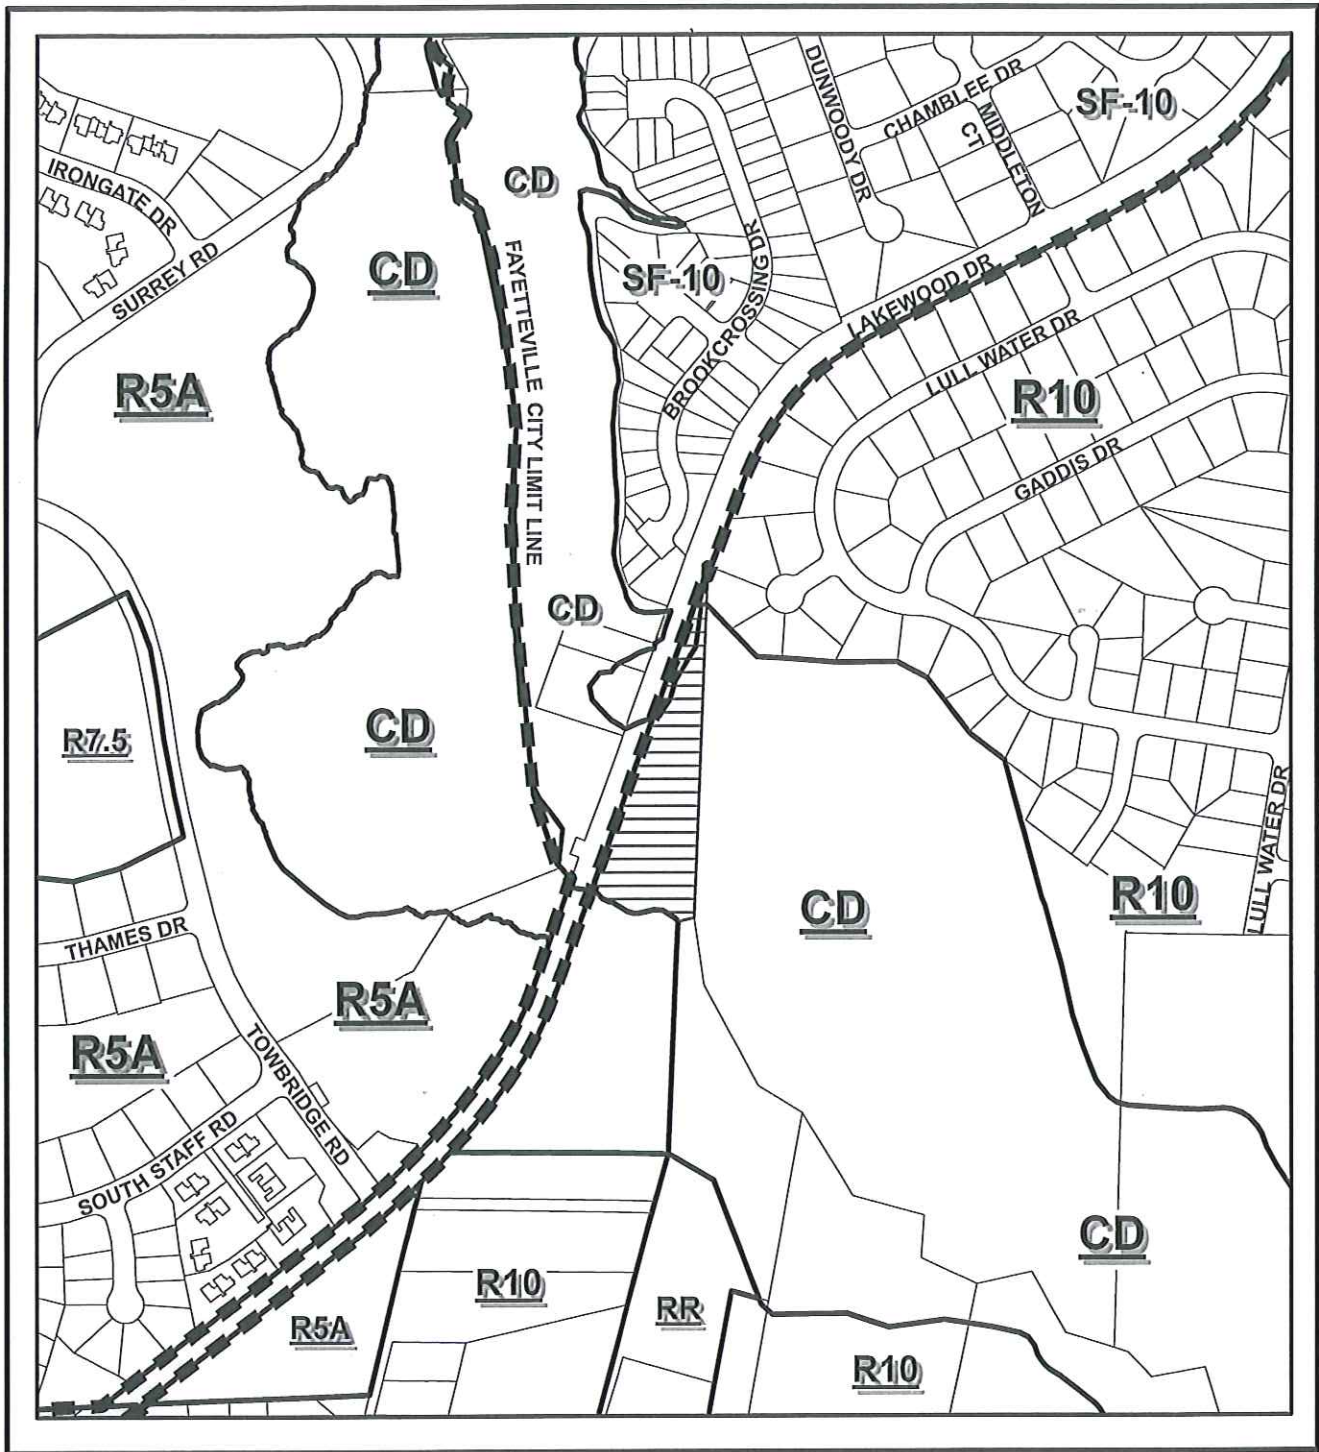 DUNWOODY DR
CHAMBLEE DR
MIDDLETON
CT
SF-10
IRONGATE DR
SURREY RD
CD
CD
FAYETTEVILLE CITY LIMIT LINE
SF-10
BROOKCROSSING DR
LAKEWOOD DR
LULL WATER DR
R5A
R10
GADDIS DR
CD
R7.5
CD
LULL WATER DR
CD
R10
THAMES DR
R5A
R5A
TOWBRIDGE RD
SOUTH STAFF RD
CD
R10
RR
R5A
R10